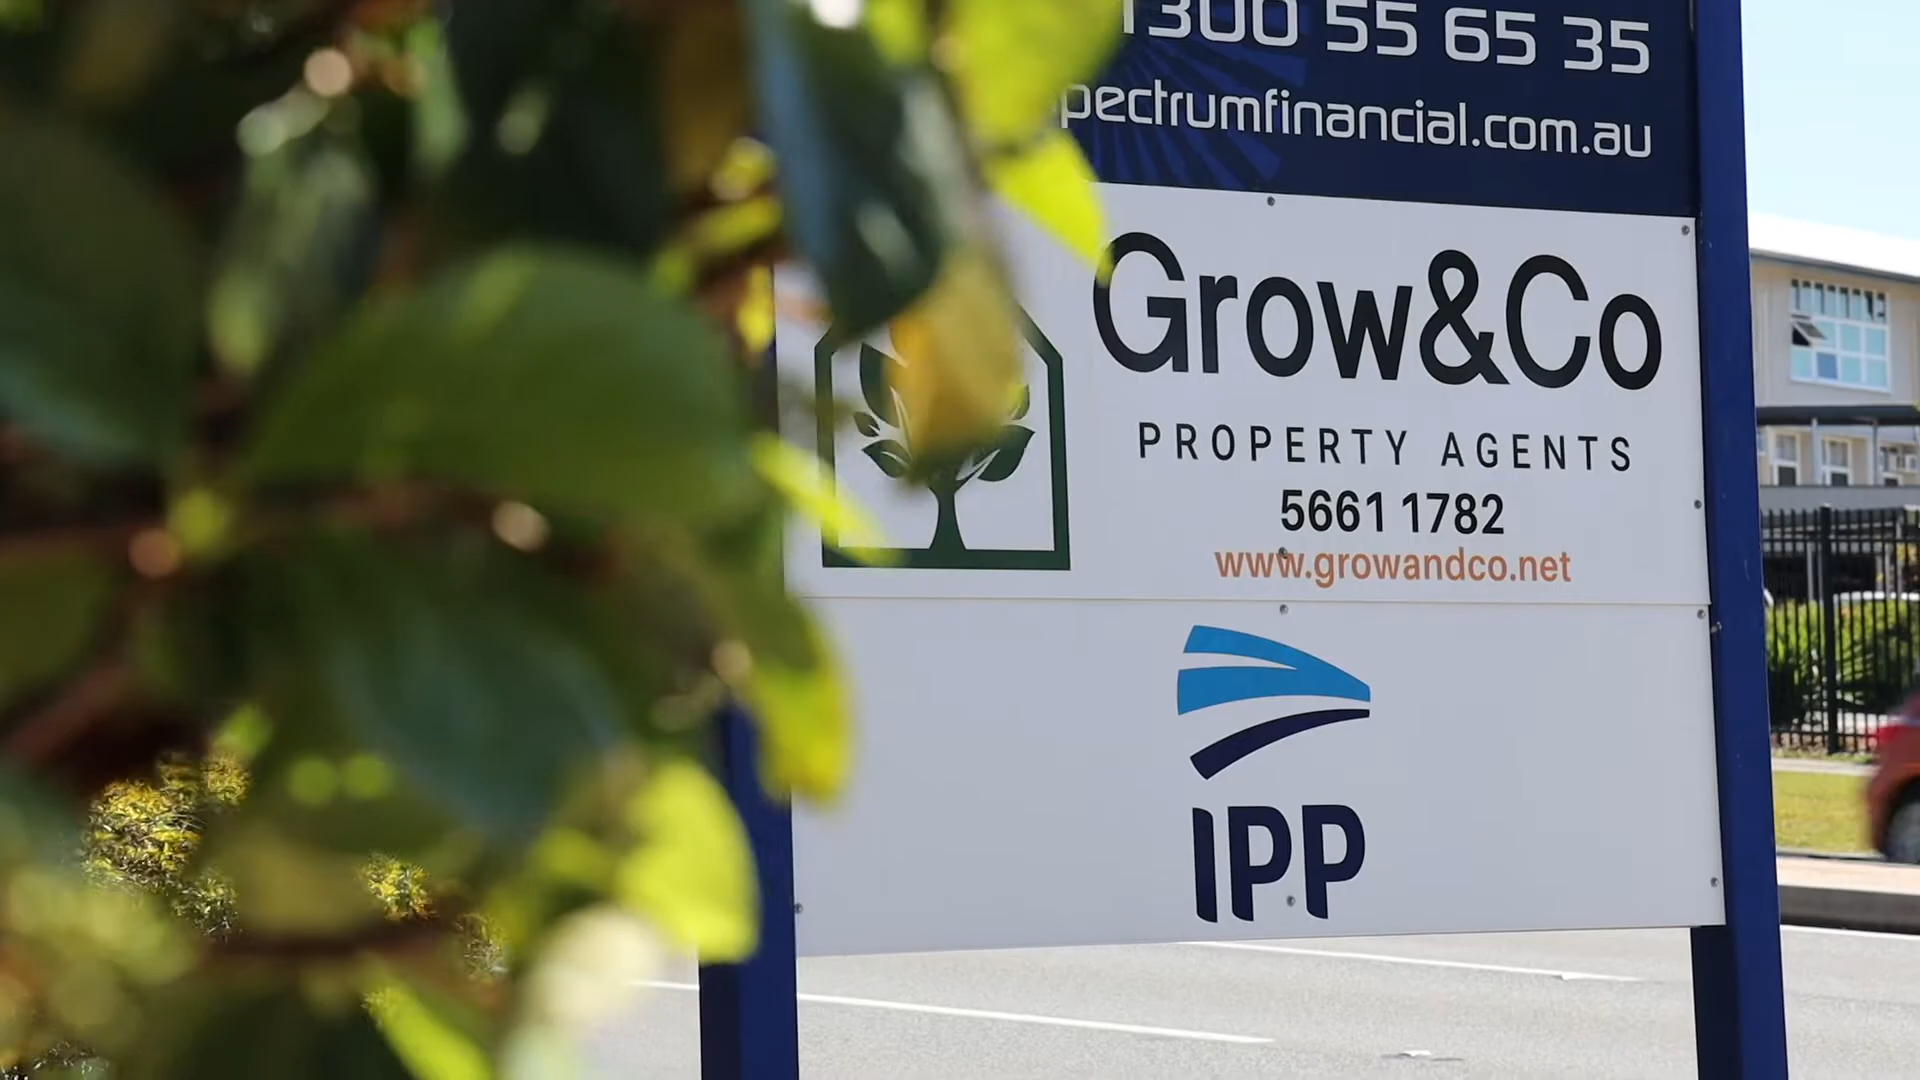 1300 55 65 35
pectrumfinancial.com.au
Grow&Co
PROPERTY AGENTS
5661 1782
www.growandco.net
IPP